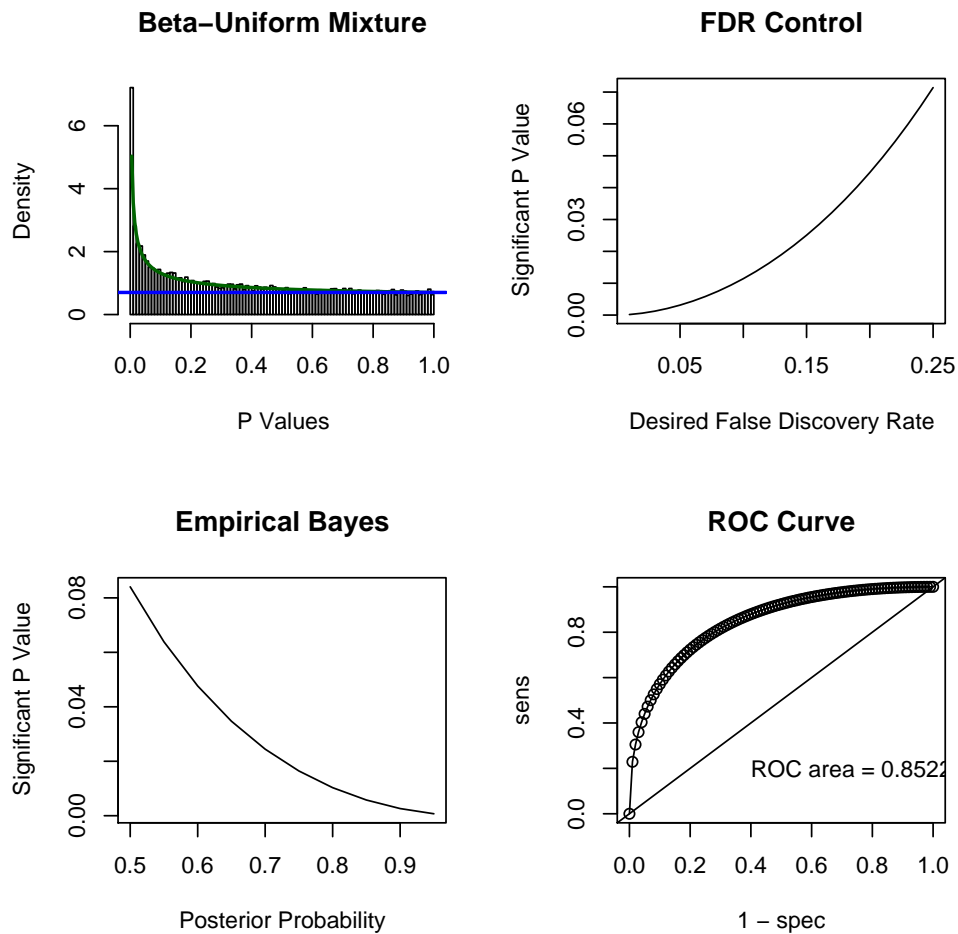 Beta−Uniform Mixture
Density
0 2 4 6
0.0 0.2 0.4 0.6 0.8 1.0
P Values
FDR Control
Significant P Value
0.00 0.03 0.06
0.05 0.15 0.25
Desired False Discovery Rate
Empirical Bayes
Significant P Value
0.00 0.04 0.08
0.5 0.6 0.7 0.8 0.9
Posterior Probability
ROC Curve
sens
0.0 0.4 0.8
ROC area = 0.8522
0.0 0.2 0.4 0.6 0.8 1.0
1 − spec